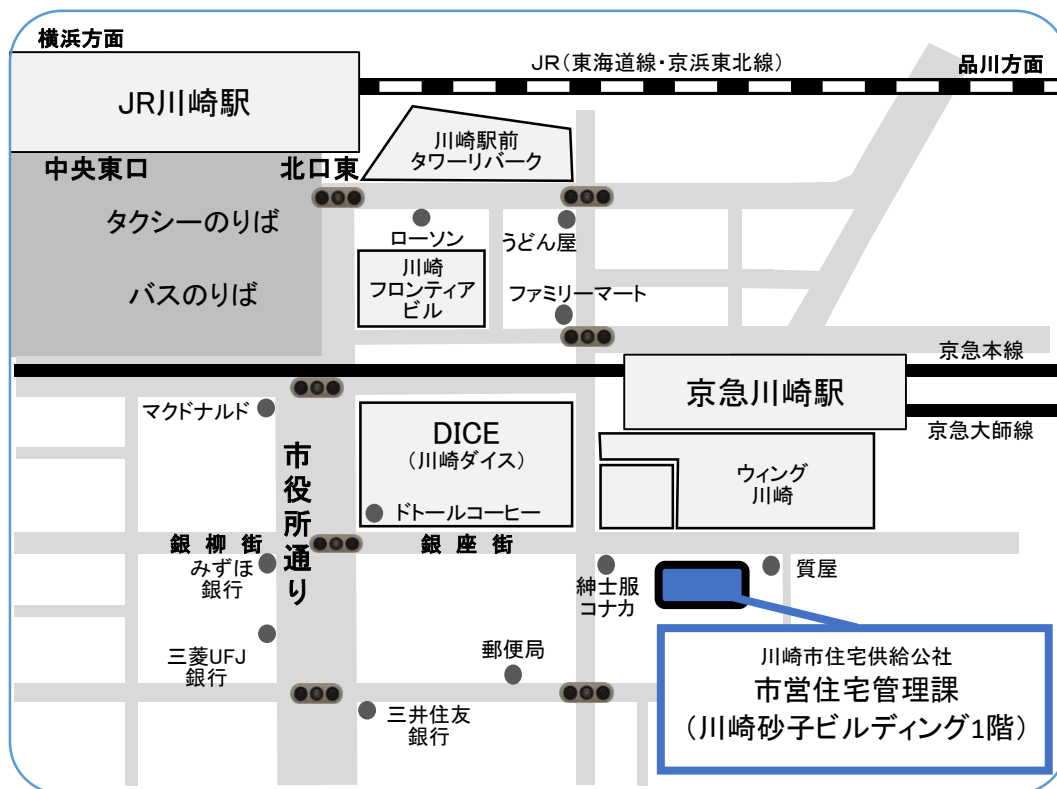 横浜方面
JR(東海道線・京浜東北線)
品川方面
JR川崎駅
中央東口
北口東
川崎駅前
タワーリバーク
タクシーのりば
バスのりば
ローソン
うどん屋
川崎
フロンティア
ビル
ファミリーマート
京急本線
京急川崎駅
京急大師線
マクドナルド
DICE
(川崎ダイス)
ドトールコーヒー
ウィング
川崎
市役所通り
銀柳街
銀座街
みずほ
銀行
紳士服
コナカ
質屋
三菱UFJ
銀行
郵便局
三井住友
銀行
川崎市住宅供給公社
市営住宅管理課
(川崎砂子ビルディング1階)